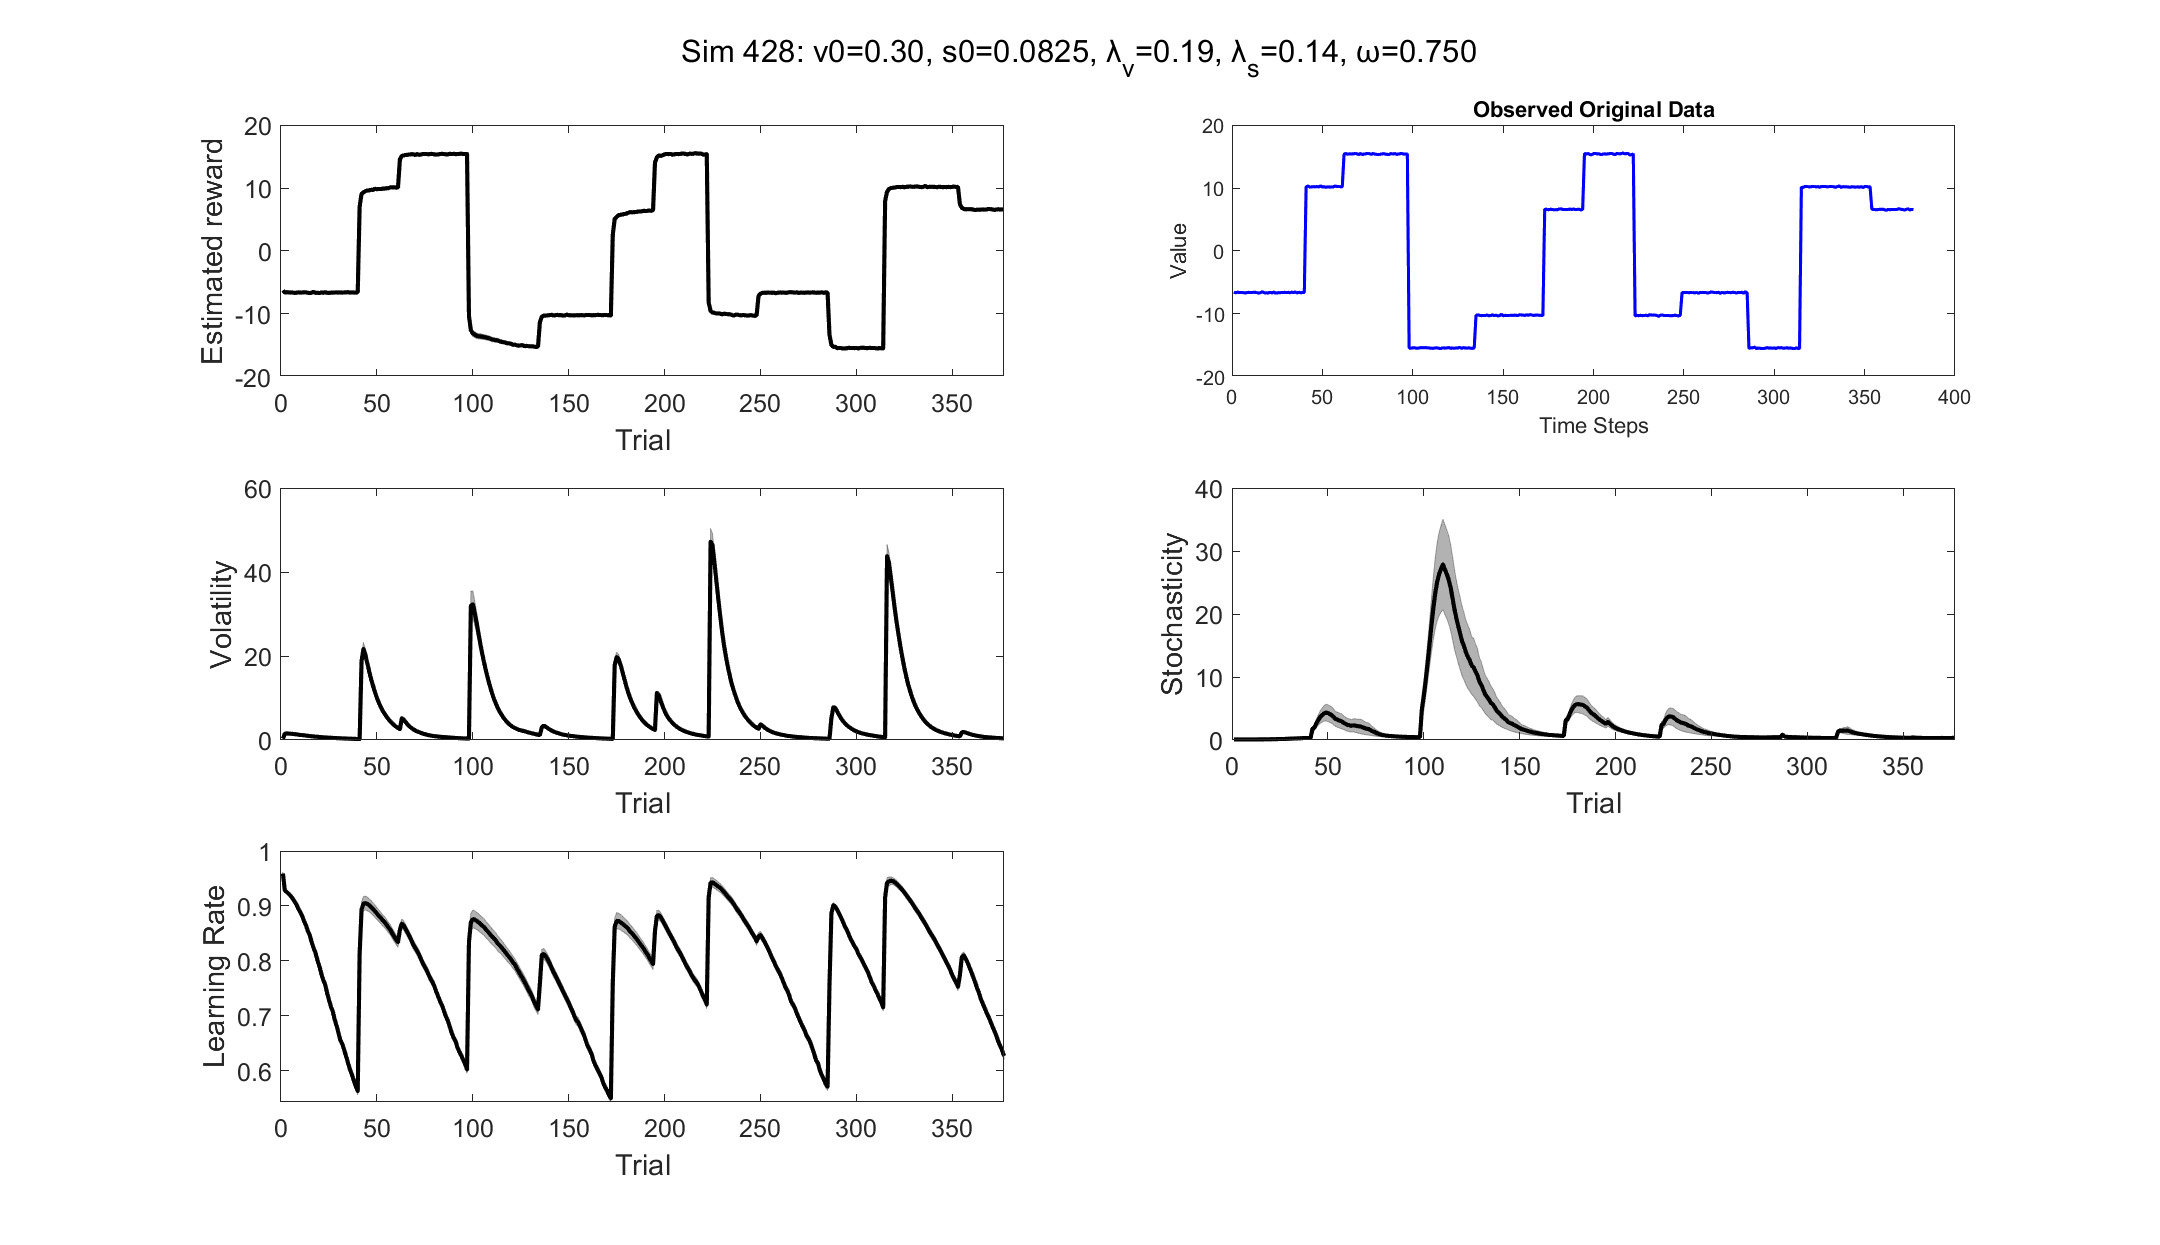 Sim 428: v0=0.30, s0=0.0825, λv=0.19, λs=0.14, ω=0.750
Estimated reward
20
10
0
-10
-20
0 50 100 150 200 250 300 350
Trial
Observed Original Data
Value
20
10
0
-10
-20
0 50 100 150 200 250 300 350 400
Time Steps
Volatility
60
40
20
0
0 50 100 150 200 250 300 350
Trial
Stochasticity
40
30
20
10
0
0 50 100 150 200 250 300 350
Trial
Learning Rate
1
0.9
0.8
0.7
0.6
0 50 100 150 200 250 300 350
Trial